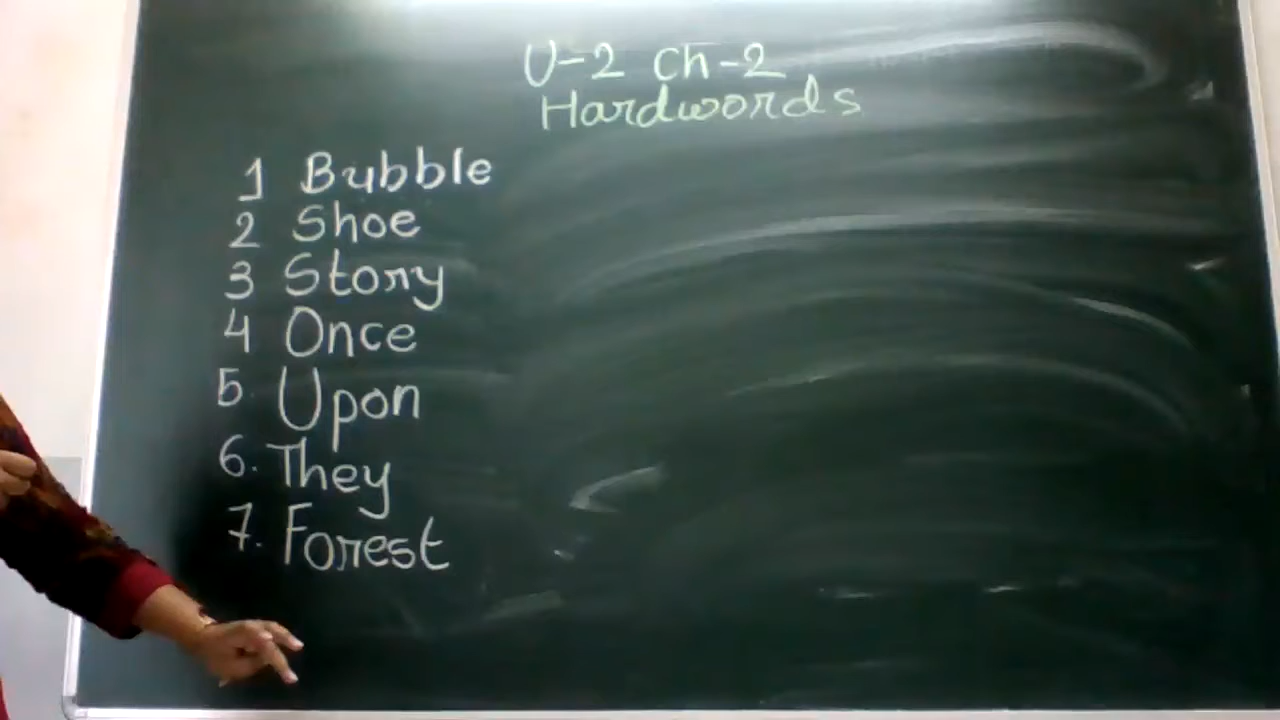 U-2 Ch-2
Hardwords
1 Bubble
2 Shoe
3 Story
4 Once
5. Upon
6. They
7. Forest